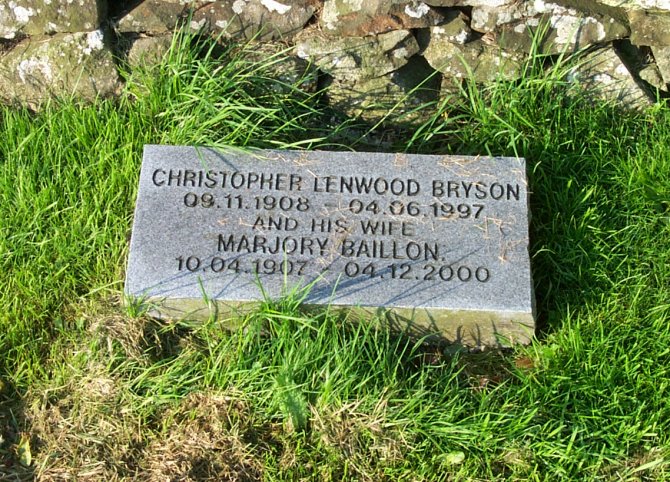 CHRISTOPHER LENWOOD BRYSON
09.11.1908 - 04.06.1997
AND HIS WIFE
MARJORY BAILLON.
10.04.1907 - 04.12.2000